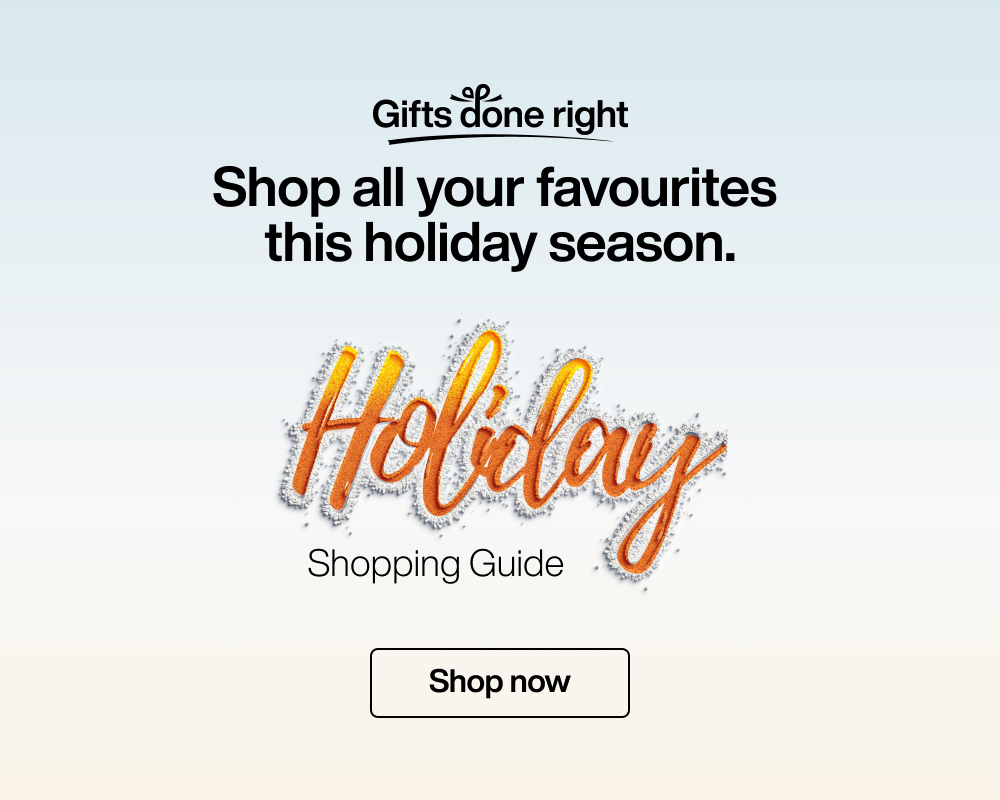 Gifts done right
Shop all your favourites
this holiday season.
Holiday
Shopping Guide
Shop now